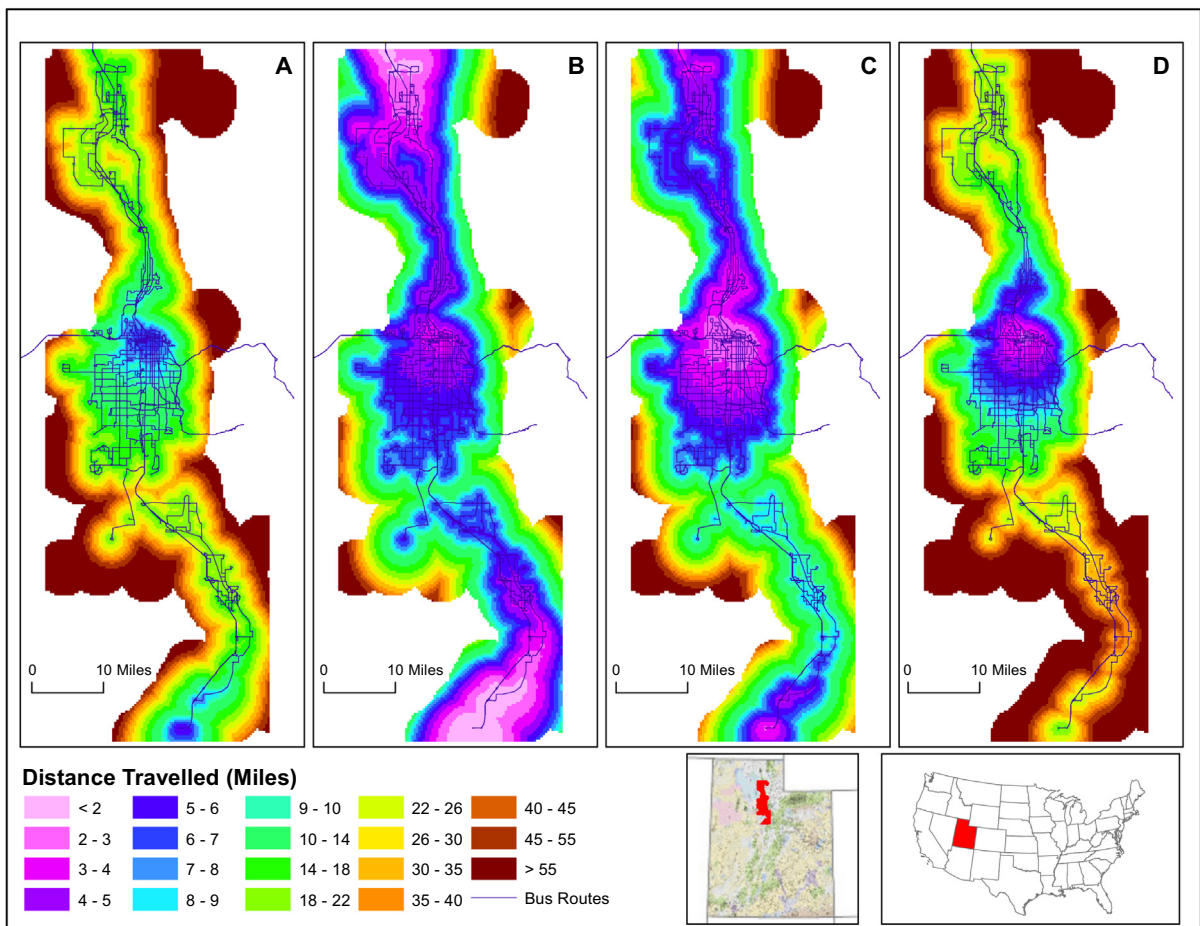 A
B
C
D
0 10 Miles
0 10 Miles
0 10 Miles
0 10 Miles
Distance Travelled (Miles)
< 2 5 - 6 9 - 10 22 - 26 40 - 45
2 - 3 6 - 7 10 - 14 26 - 30 45 - 55
3 - 4 7 - 8 14 - 18 30 - 35 > 55
4 - 5 8 - 9 18 - 22 35 - 40 Bus Routes